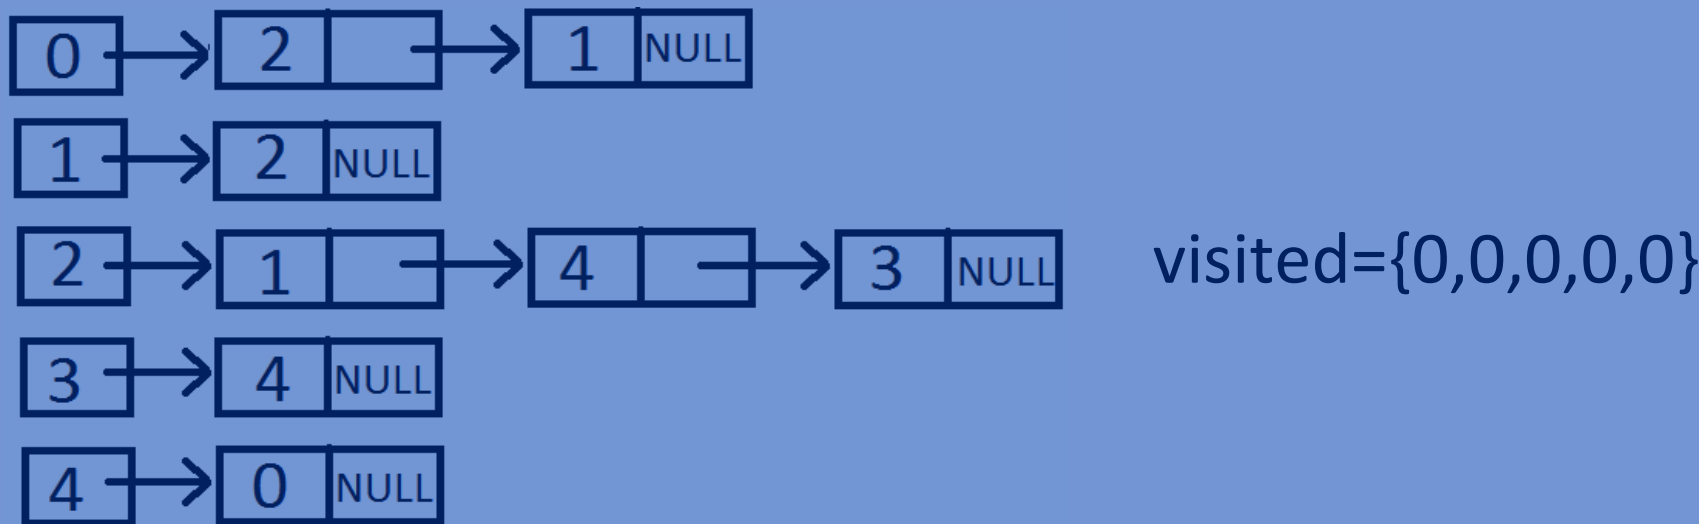 0 2 1 NULL
1 2 NULL
2 1 4 3 NULL
visited={0,0,0,0,0}
3 4 NULL
4 0 NULL